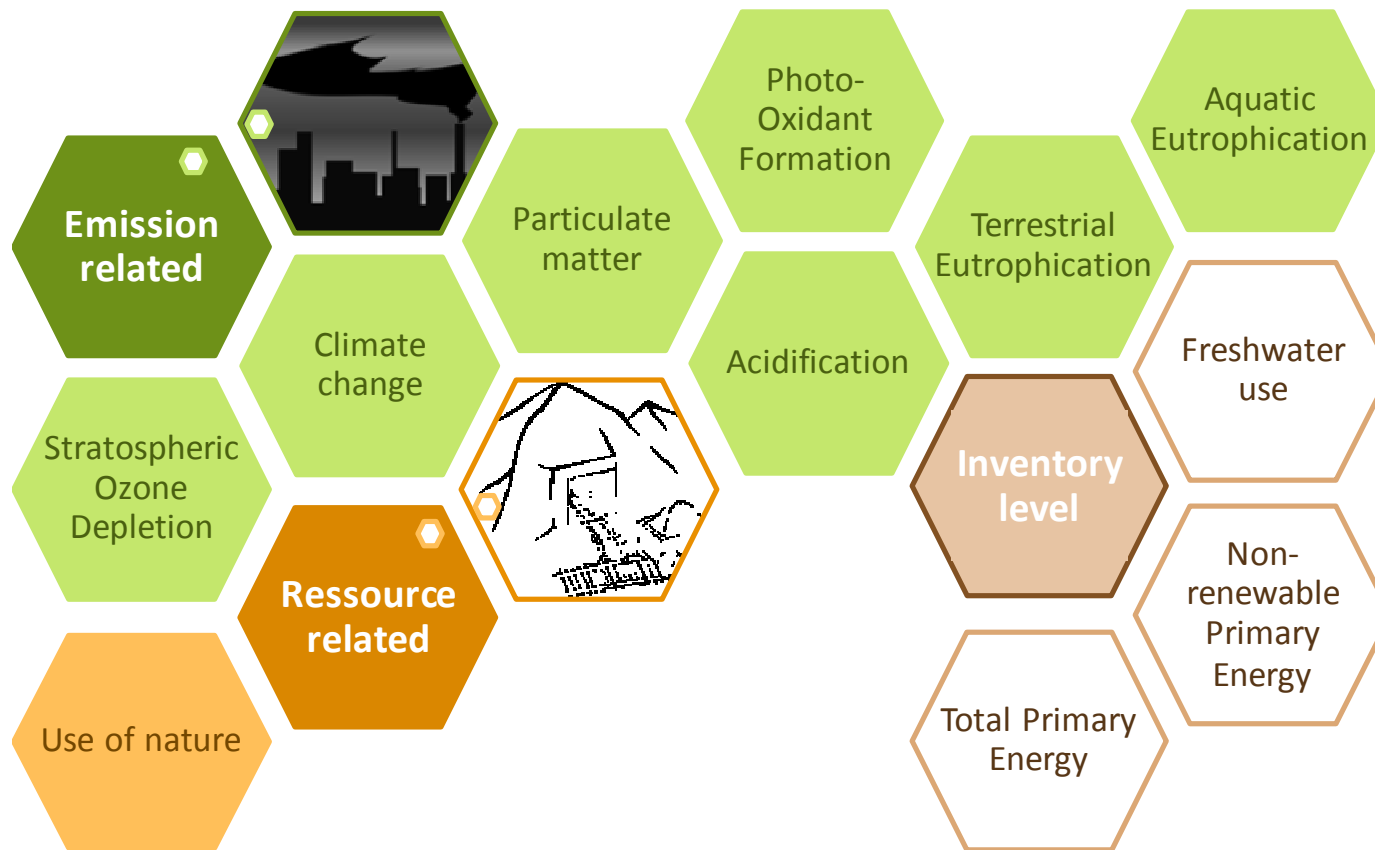 Photo-
Oxidant
Formation
Aquatic
Eutrophication
Emission
related
Particulate
matter
Terrestrial
Eutrophication
Climate
change
Acidification
Freshwater
use
Stratospheric
Ozone
Depletion
Inventory
level
Ressource
related
Non-
renewable
Primary
Energy
Use of nature
Total Primary
Energy